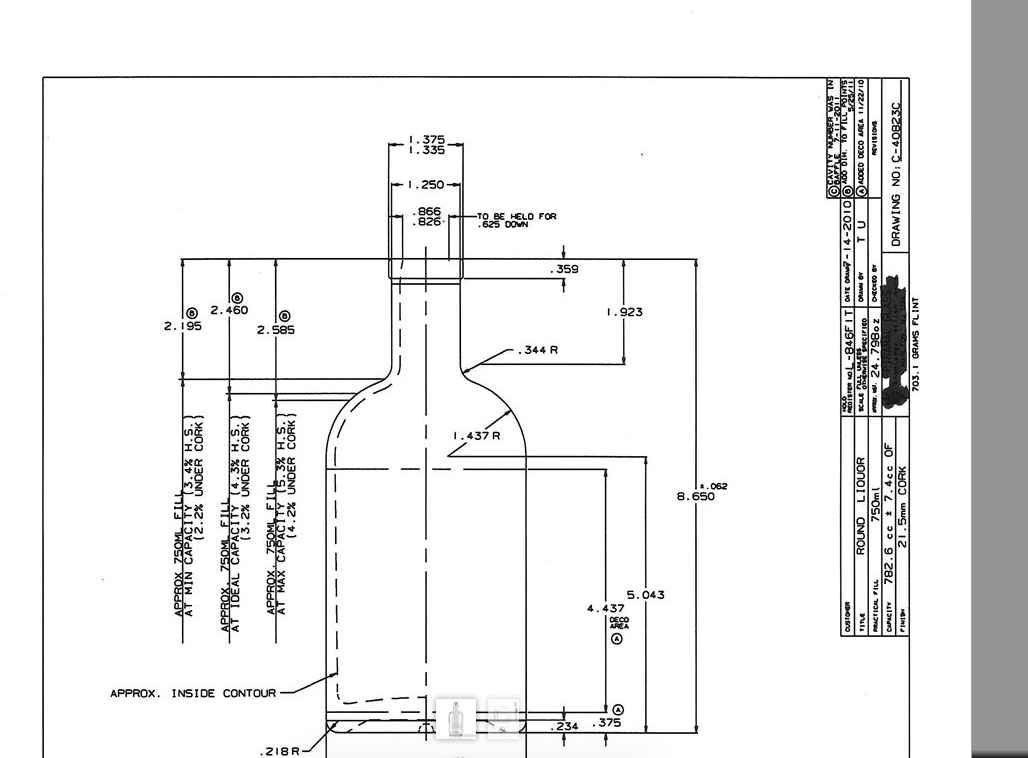 1.375
1.335
1.250
.866
.826
TO BE HELD FOR
.625 DOWN
.359
2.195
B
2.460
B
2.585
B
1.923
.344 R
1.437 R
APPROX 750ML FILL
AT MIN CAPACITY (3.4% H.S.)
(2.2% UNDER CORK)
APPROX. 750ML FILL
AT IDEAL CAPACITY (4.3% H.S.)
(3.2% UNDER CORK)
APPROX. 750ML FILL
AT MAX CAPACITY (5.3% H.S.)
(4.2% UNDER CORK)
±.062
8.650
5.043
4.437
DECO
AREA
A
APPROX. INSIDE CONTOUR
A
.234
.375
.218 R
C CAVITY NUMBER WAS IN
BAFFLE 7-11-2011
B ADD DIM. TO FILL POINTS
5/25/11
A ADDED DECO AREA 11/22/10
REVISIONS
DRAWING NO: C-40823C
MOLD
REGISTER NO L-846FIT
DATE DRAWN 7-14-2010
SCALE FULL UNLESS
OTHERWISE SPECIFIED
DRAWN BY T U
APPROX. WGT. 24.798oz
CHECKED BY
703.1 GRAMS FLINT
CUSTOMER
TITLE ROUND LIQUOR
PRACTICAL FILL 750ml
CAPACITY 782.6 cc ± 7.4cc OF
FINISH 21.5mm CORK